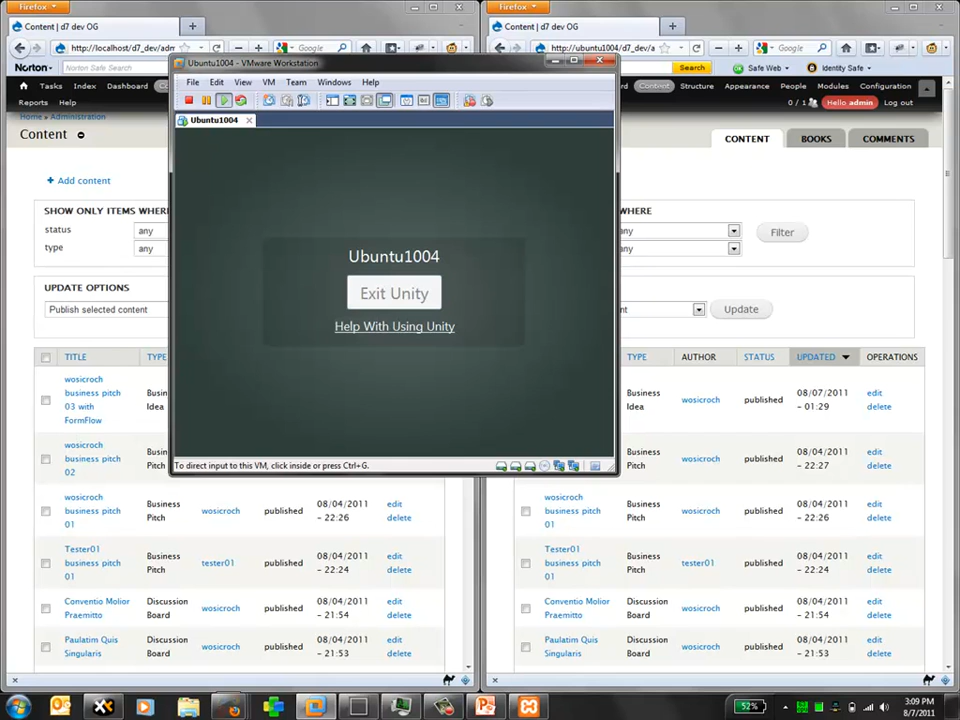 Firefox
Firefox
Content | d7 dev OG
Content | d7 dev OG
http://localhost/d7_dev/adm
Google
http://ubuntu1004/d7_dev/a
Google
Norton
Norton Safe Search
Search
Safe Web
Identity Safe
Tasks Index Dashboard
Content Structure Appearance People Modules Configuration
Reports Help
0 / 1
Hello admin Log out
Home » Administration
Content
CONTENT BOOKS COMMENTS
+ Add content
SHOW ONLY ITEMS WHERE
WHERE
status any
any
Filter
type any
any
UPDATE OPTIONS
Publish selected content
Update
TITLE TYPE
TYPE AUTHOR STATUS UPDATED OPERATIONS
wosicroch
business pitch
03 with
FormFlow
Idea
Idea wosicroch published 08/07/2011
- 01:29
edit
delete
wosicroch
business pitch
02
Business
Pitch
Business
Pitch wosicroch published 08/04/2011
- 22:27
edit
delete
wosicroch
business pitch
01
Business
Pitch
wosicroch published 08/04/2011
- 22:26
edit
delete
wosicroch
business pitch
01
Business
Pitch
wosicroch published 08/04/2011
- 22:26
edit
delete
Tester01
business pitch
01
Business
Pitch
tester01 published 08/04/2011
- 22:24
edit
delete
Tester01
business pitch
01
Business
Pitch
tester01 published 08/04/2011
- 22:24
edit
delete
Conventio Molior
Praemitto
Discussion
Board
wosicroch published 08/04/2011
- 21:54
edit
delete
Conventio Molior
Praemitto
Discussion
Board
wosicroch published 08/04/2011
- 21:54
edit
delete
Paulatim Quis
Singularis
Discussion
Board
wosicroch published 08/04/2011
- 21:53
edit
delete
Paulatim Quis
Singularis
Discussion
Board
wosicroch published 08/04/2011
- 21:53
edit
delete
Ubuntu1004 - VMware Workstation
File Edit View VM Team Windows Help
Ubuntu1004
Ubuntu1004
Exit Unity
Help With Using Unity
To direct input to this VM, click inside or press Ctrl+G.
52%
3:09 PM
8/7/2011